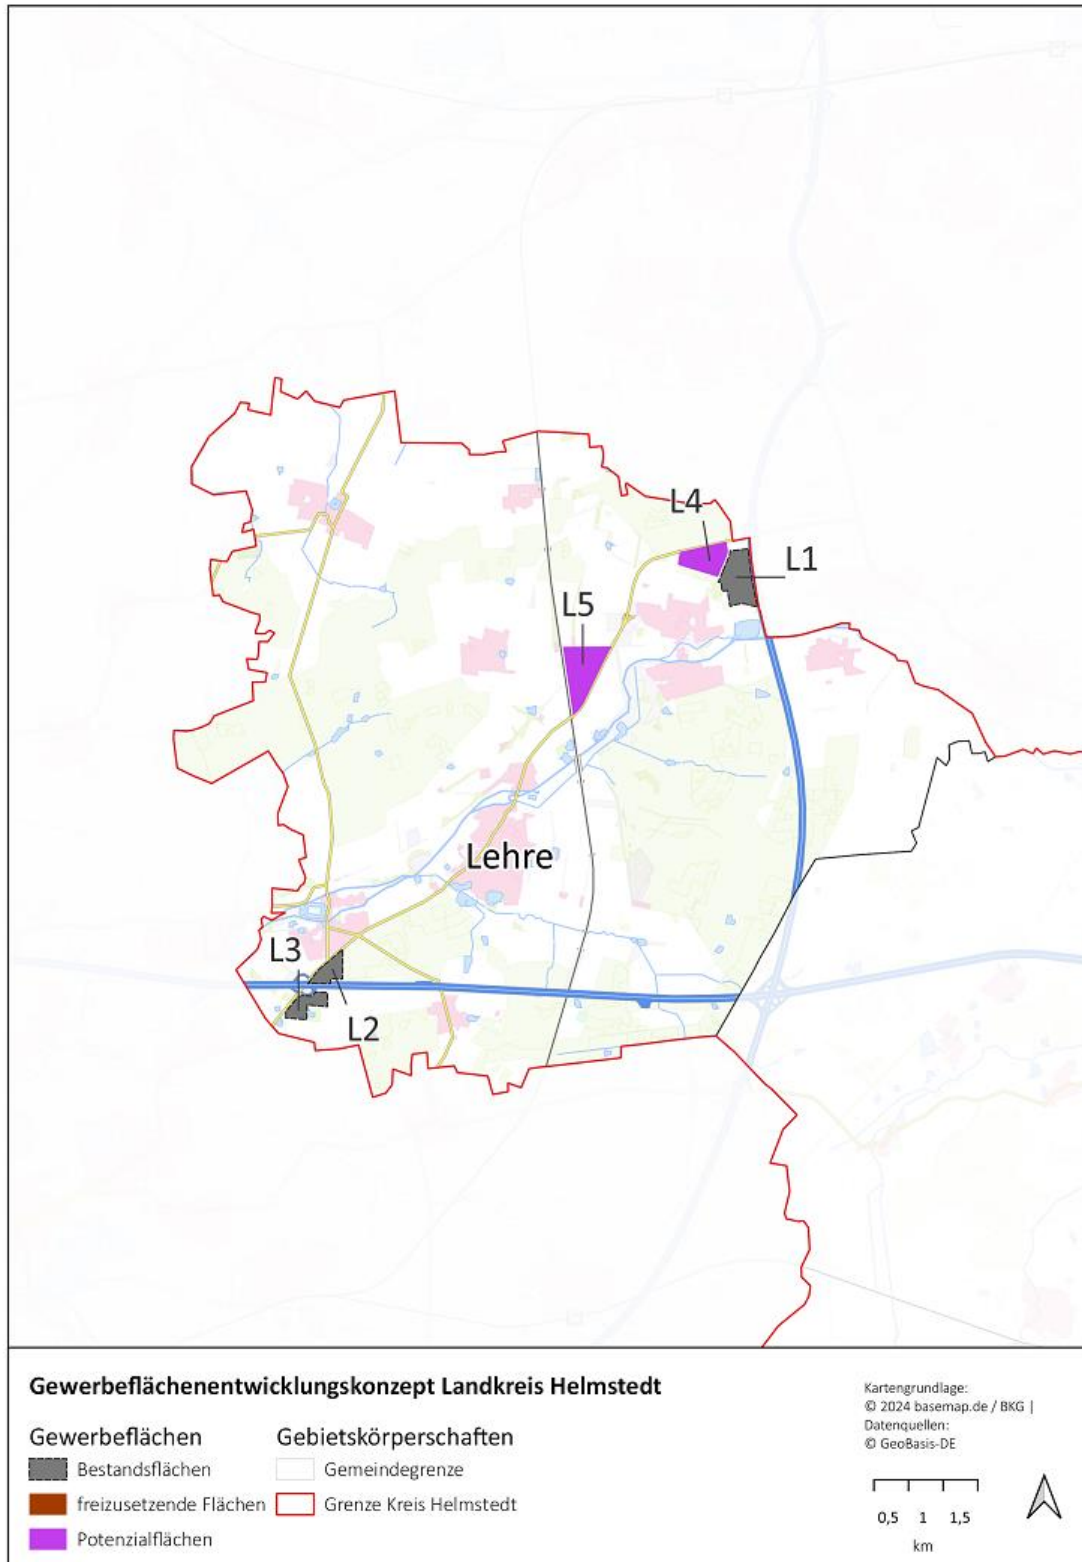 L4
L1
L5
Lehre
L3
L2
Gewerbeflächenentwicklungskonzept Landkreis Helmstedt
Gewerbeflächen
Bestandsflächen
freizusetzende Flächen
Potenzialflächen
Gebietskörperschaften
Gemeindegrenze
Grenze Kreis Helmstedt
Kartengrundlage:
© 2024 basemap.de / BKG |
Datenquellen:
© GeoBasis-DE
0,5 1 1,5
km